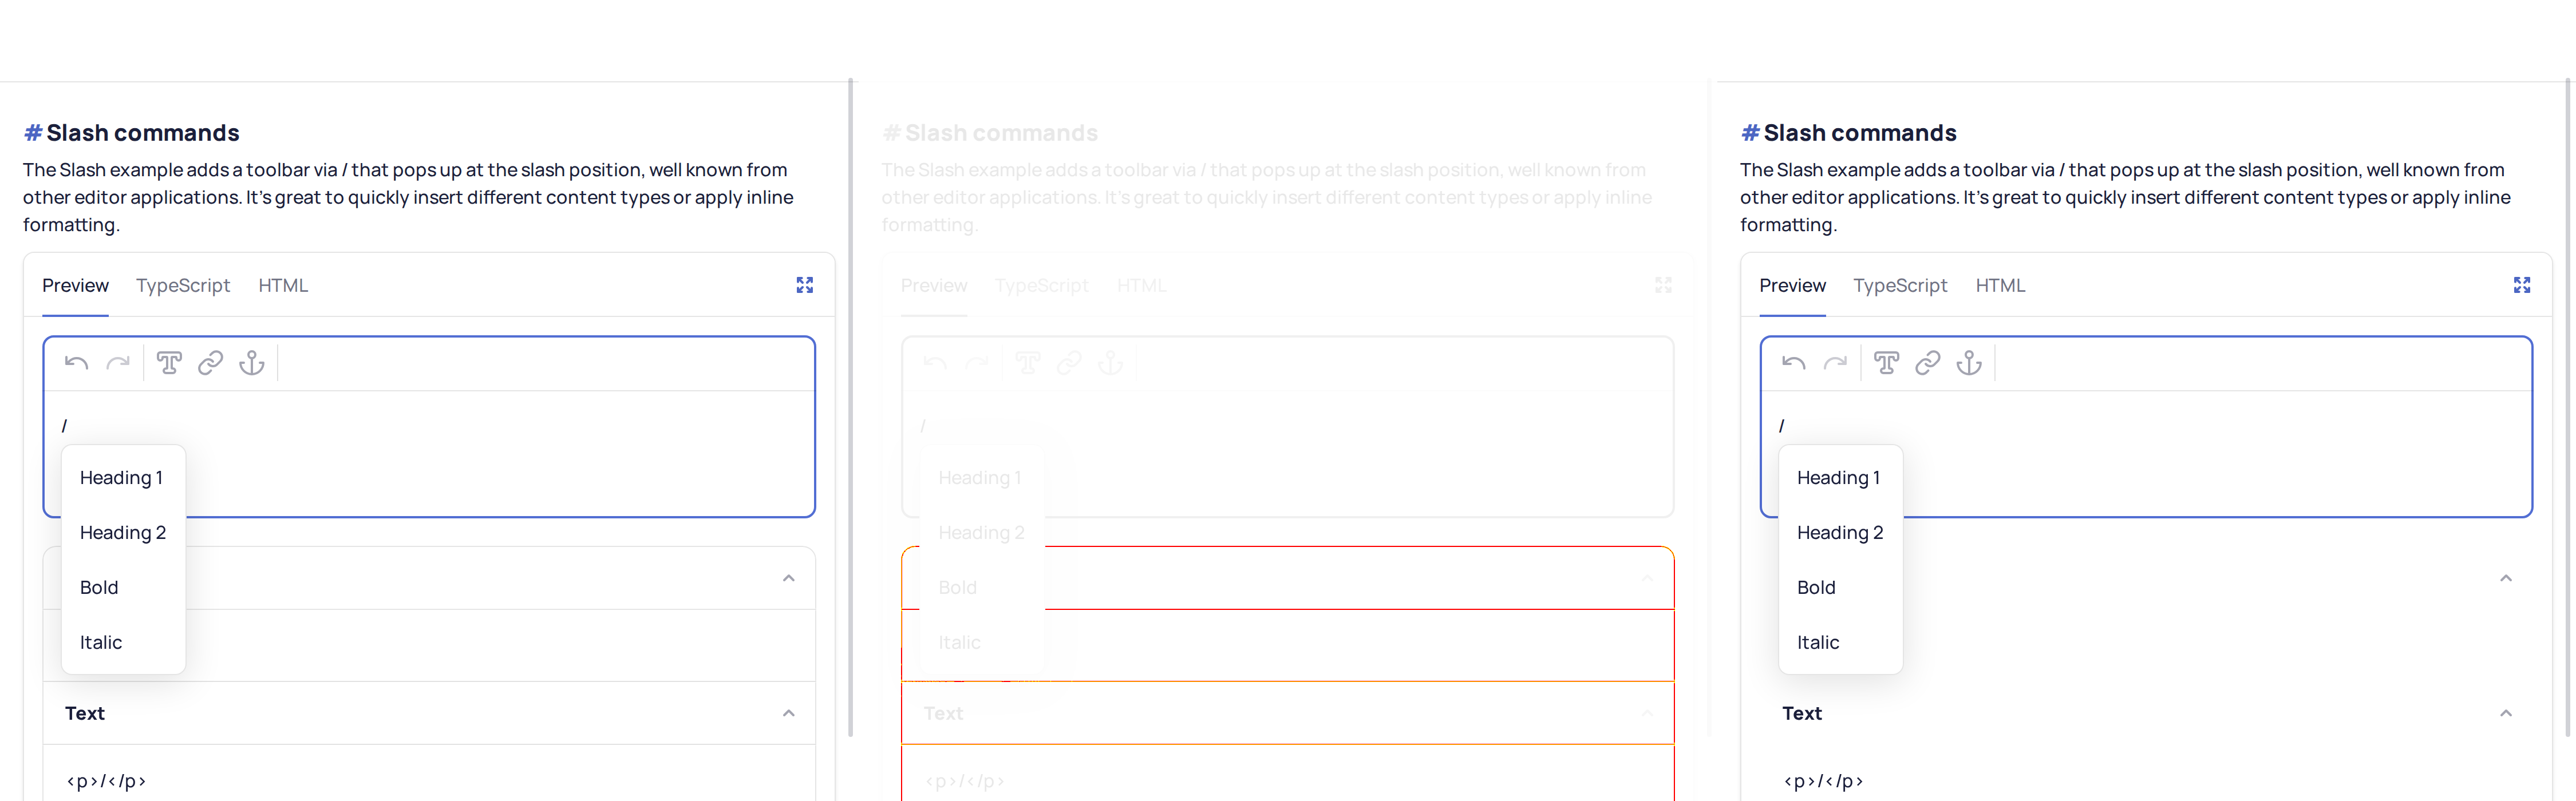 # Slash commands
The Slash example adds a toolbar via / that pops up at the slash position, well known from
other editor applications. It's great to quickly insert different content types or apply inline
formatting.
Preview TypeScript HTML
/
Heading 1
Heading 2
Bold
Italic
Text
<p>/</p>
# Slash commands
The Slash example adds a toolbar via / that pops up at the slash position, well known from
other editor applications. It's great to quickly insert different content types or apply inline
formatting.
Preview TypeScript HTML
/
Heading 1
Heading 2
Bold
Italic
Text
<p>/</p>
# Slash commands
The Slash example adds a toolbar via / that pops up at the slash position, well known from
other editor applications. It's great to quickly insert different content types or apply inline
formatting.
Preview TypeScript HTML
/
Heading 1
Heading 2
Bold
Italic
Text
<p>/</p>